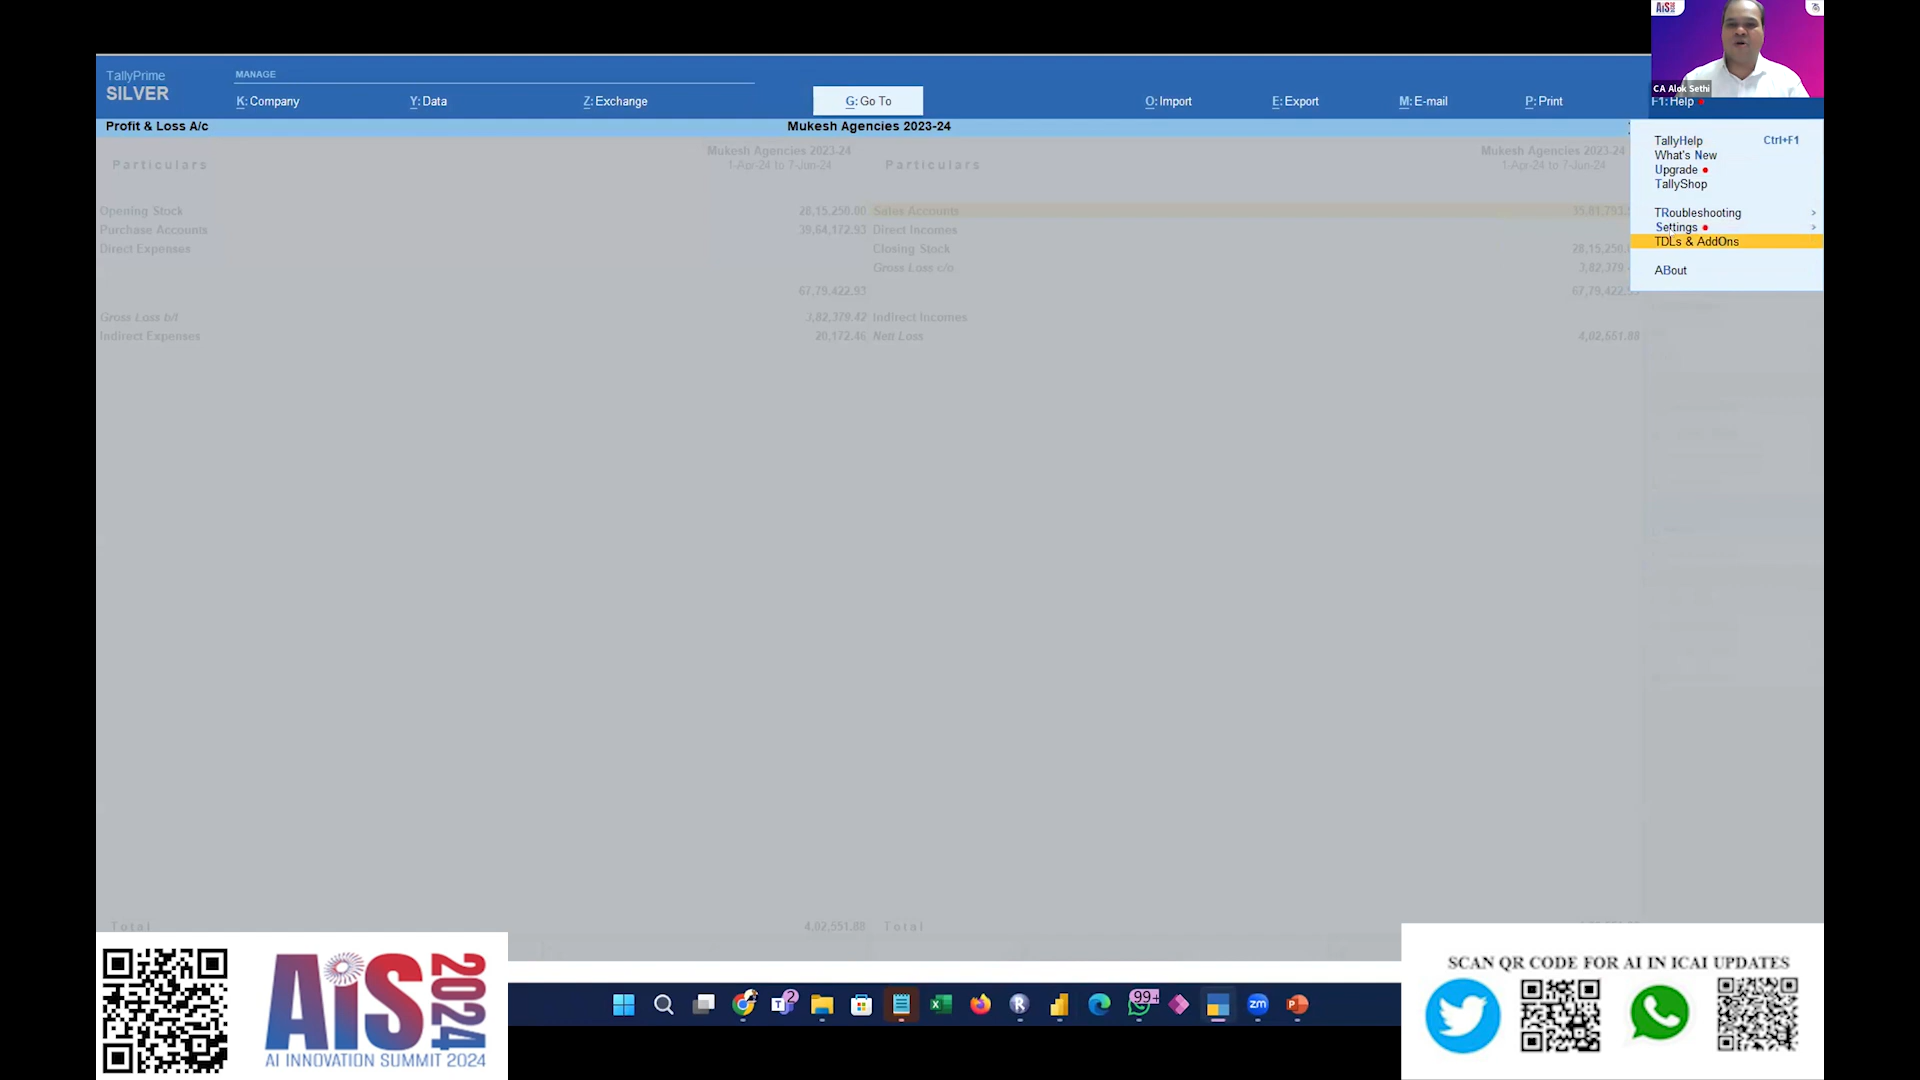 AiS
CA Alok Sethi
TallyPrime
SILVER
MANAGE
K: Company
Y: Data
Z: Exchange
G: Go To
O: Import
E: Export
M: E-mail
P: Print
F1: Help
Profit & Loss A/c
Mukesh Agencies 2023-24
Particulars
Mukesh Agencies 2023-24
1-Apr-24 to 7-Jun-24
Particulars
Mukesh Agencies 2023-24
1-Apr-24 to 7-Jun-24
Opening Stock 28,15,250.00 Sales Accounts
Purchase Accounts 39,64,172.93 Direct Incomes
Direct Expenses Closing Stock
Gross Loss c/o
67,79,422.93
Gross Loss b/f 3,82,379.42 Indirect Incomes
Indirect Expenses 20,172.46 Nett Loss 4,02,551.88
Total 4,02,551.88 Total
TallyHelp Ctrl+F1
What's New
Upgrade
TallyShop
TRoubleshooting >
Settings >
TDLs & AddOns
ABout
AiS 2024
AI INNOVATION SUMMIT 2024
2
99+
zm
SCAN QR CODE FOR AI IN ICAI UPDATES